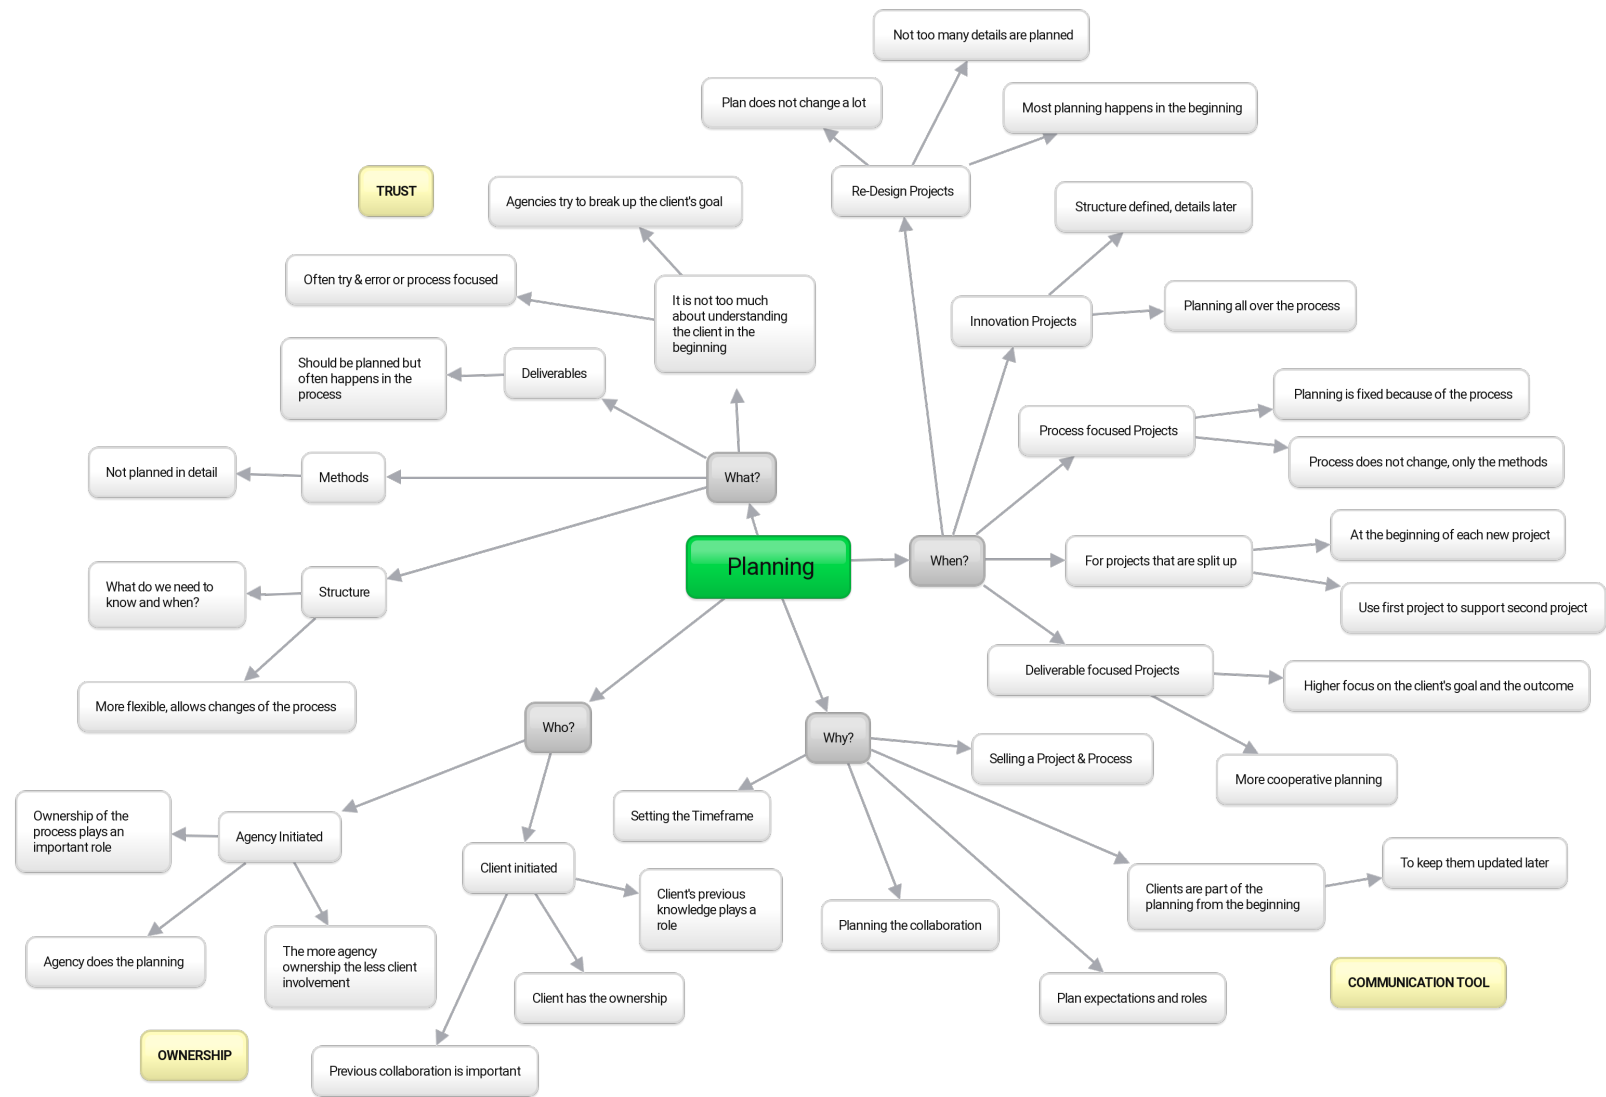 Not too many details are planned
Plan does not change a lot
Most planning happens in the beginning
TRUST
Agencies try to break up the client's goal
Re-Design Projects
Structure defined, details later
Often try & error or process focused
It is not too much
about understanding
the client in the
beginning
Innovation Projects
Planning all over the process
Should be planned but
often happens in the
process
Deliverables
Planning is fixed because of the process
Process focused Projects
Process does not change, only the methods
Not planned in detail
Methods
What?
At the beginning of each new project
Planning
When?
For projects that are split up
What do we need to
know and when?
Structure
Use first project to support second project
Deliverable focused Projects
Higher focus on the client's goal and the outcome
More flexible, allows changes of the process
Who?
Why?
Selling a Project & Process
More cooperative planning
Ownership of the
process plays an
important role
Agency Initiated
Setting the Timeframe
Client initiated
To keep them updated later
Client's previous
knowledge plays a
role
Clients are part of the
planning from the beginning
Planning the collaboration
Agency does the planning
The more agency
ownership the less client
involvement
Client has the ownership
Plan expectations and roles
COMMUNICATION TOOL
OWNERSHIP
Previous collaboration is important